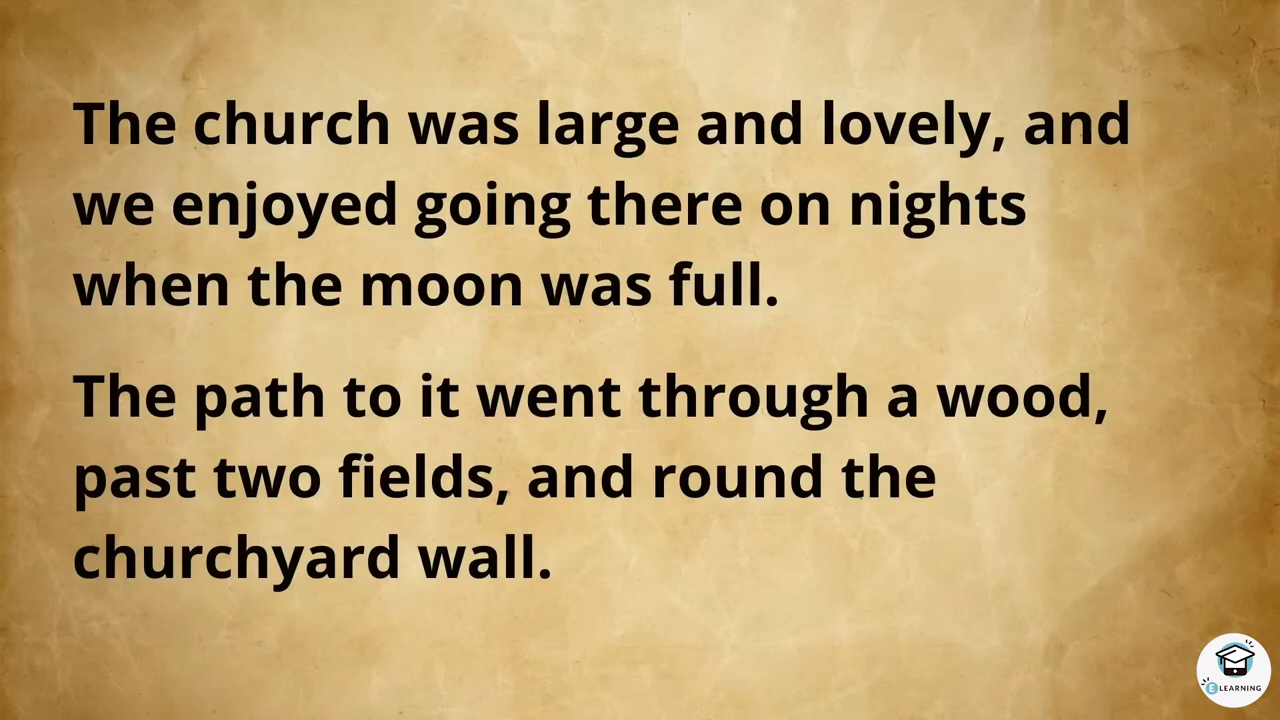 The church was large and lovely, and
we enjoyed going there on nights
when the moon was full.
The path to it went through a wood,
past two fields, and round the
churchyard wall.
E LEARNING